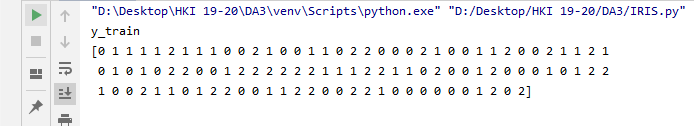 "D:\Desktop\HKI 19-20\DA3\venv\Scripts\python.exe" "D:/Desktop/HKI 19-20/DA3/IRIS.py"
y_train
[0 1 1 1 1 2 1 1 1 0 0 2 1 0 0 1 1 0 2 2 0 0 0 2 1 0 0 1 1 2 0 0 2 1 1 2 1
 0 1 0 1 0 2 2 0 0 1 2 2 2 2 2 2 1 1 1 2 2 1 1 0 2 0 0 1 2 0 0 0 1 0 1 2 2
 1 0 0 2 1 1 0 1 2 2 0 0 1 1 2 2 0 0 2 2 1 0 0 0 0 0 0 1 2 0 2]